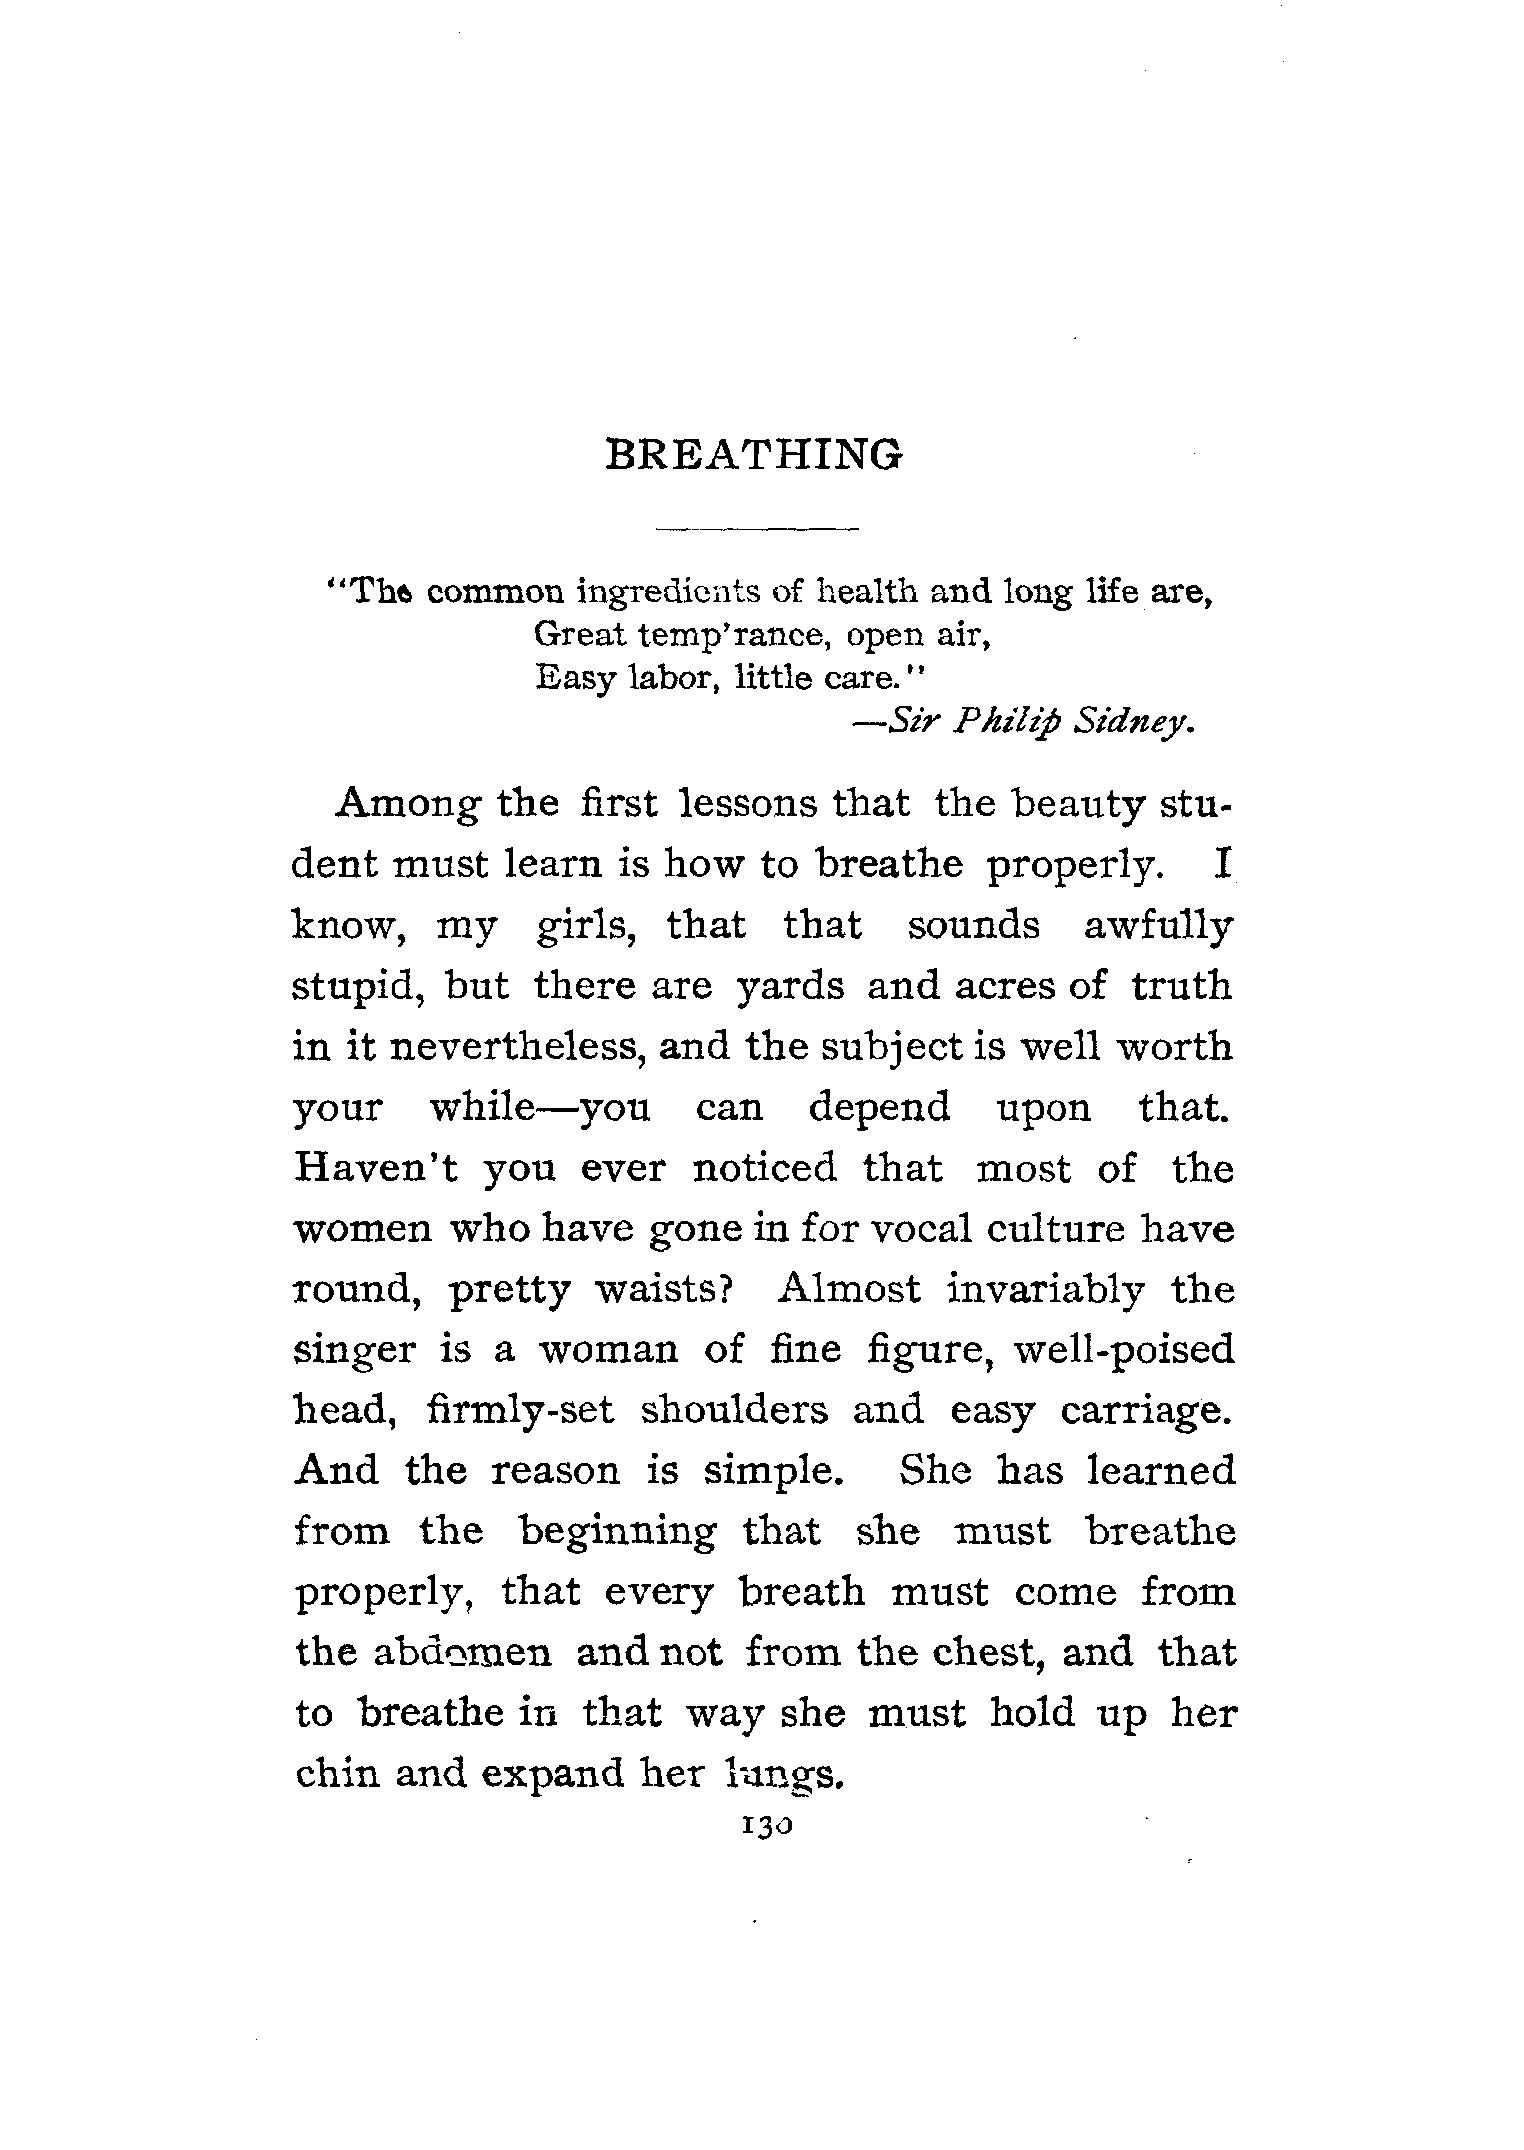 BREATHING
"The common ingredients of health and long life are,
Great temp'rance, open air,
Easy labor, little care."
—Sir Philip Sidney.
Among the first lessons that the beauty stu-
dent must learn is how to breathe properly. I
know, my girls, that that sounds awfully
stupid, but there are yards and acres of truth
in it nevertheless, and the subject is well worth
your while—you can depend upon that.
Haven't you ever noticed that most of the
women who have gone in for vocal culture have
round, pretty waists? Almost invariably the
singer is a woman of fine figure, well-poised
head, firmly-set shoulders and easy carriage.
And the reason is simple. She has learned
from the beginning that she must breathe
properly, that every breath must come from
the abdomen and not from the chest, and that
to breathe in that way she must hold up her
chin and expand her lungs.
130